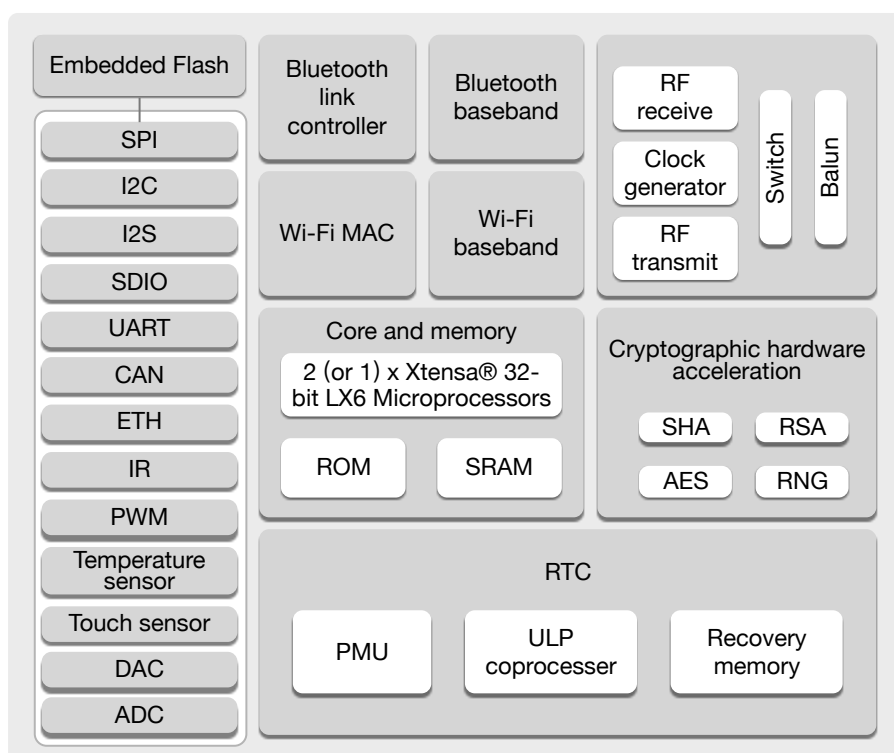 Embedded Flash
SPI
I2C
I2S
SDIO
UART
CAN
ETH
IR
PWM
Temperature
sensor
Touch sensor
DAC
ADC
Bluetooth
link
controller
Bluetooth
baseband
Wi-Fi MAC
Wi-Fi
baseband
RF
receive
Clock
generator
RF
transmit
Switch
Balun
Core and memory
2 (or 1) x Xtensa® 32-
bit LX6 Microprocessors
ROM
SRAM
Cryptographic hardware
acceleration
SHA
RSA
AES
RNG
RTC
PMU
ULP
coprocesser
Recovery
memory